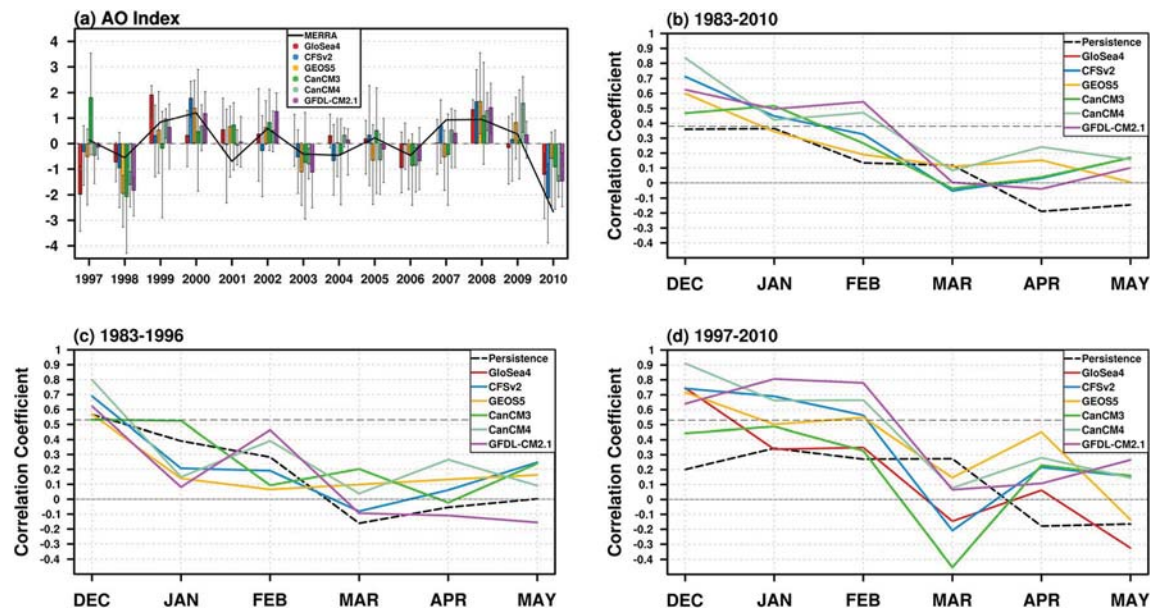 (a) AO Index
4
3
2
1
0
-1
-2
-3
-4
MERRA
GloSea4
CFSv2
GEOS5
CanCM3
CanCM4
GFDL-CM2.1
1997 1998 1999 2000 2001 2002 2003 2004 2005 2006 2007 2008 2009 2010
(b) 1983-2010
Correlation Coefficient
1
0.9
0.8
0.7
0.6
0.5
0.4
0.3
0.2
0.1
0
-0.1
-0.2
-0.3
-0.4
Persistence
GloSea4
CFSv2
GEOS5
CanCM3
CanCM4
GFDL-CM2.1
DEC JAN FEB MAR APR MAY
(c) 1983-1996
Correlation Coefficient
1
0.9
0.8
0.7
0.6
0.5
0.4
0.3
0.2
0.1
0
-0.1
-0.2
-0.3
-0.4
Persistence
GloSea4
CFSv2
GEOS5
CanCM3
CanCM4
GFDL-CM2.1
DEC JAN FEB MAR APR MAY
(d) 1997-2010
Correlation Coefficient
1
0.9
0.8
0.7
0.6
0.5
0.4
0.3
0.2
0.1
0
-0.1
-0.2
-0.3
-0.4
Persistence
GloSea4
CFSv2
GEOS5
CanCM3
CanCM4
GFDL-CM2.1
DEC JAN FEB MAR APR MAY